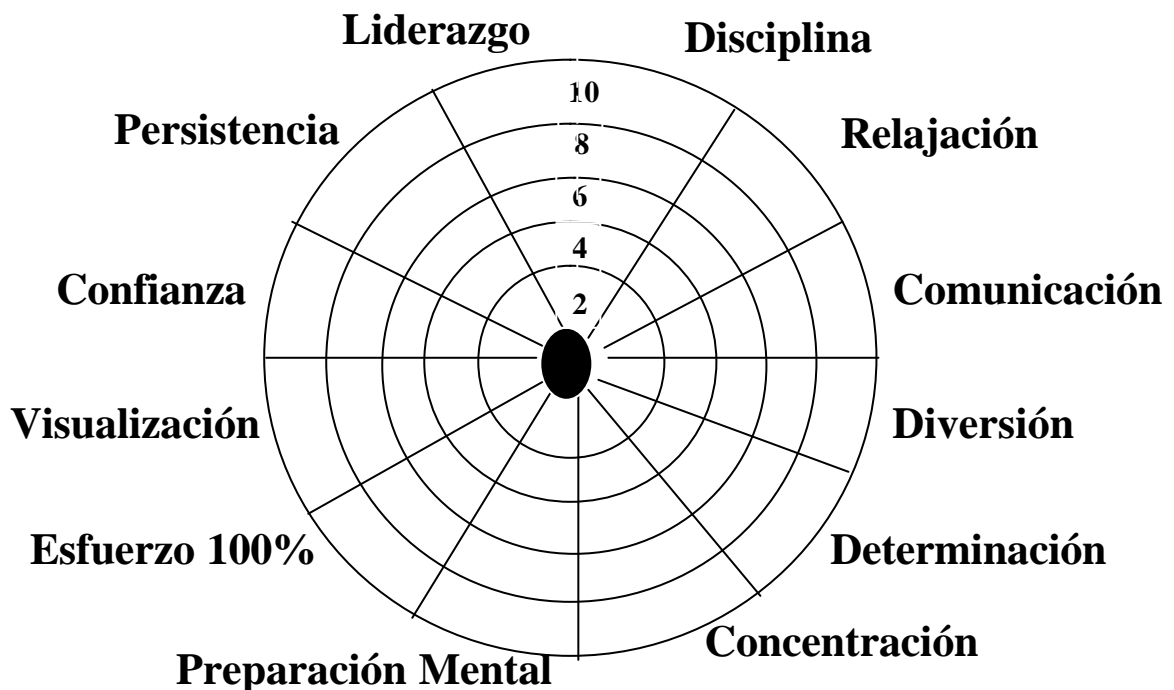 Liderazgo
Disciplina
10
Persistencia
Relajación
8
6
4
Confianza
Comunicación
2
Visualización
Diversión
Esfuerzo 100%
Determinación
Concentración
Preparación Mental